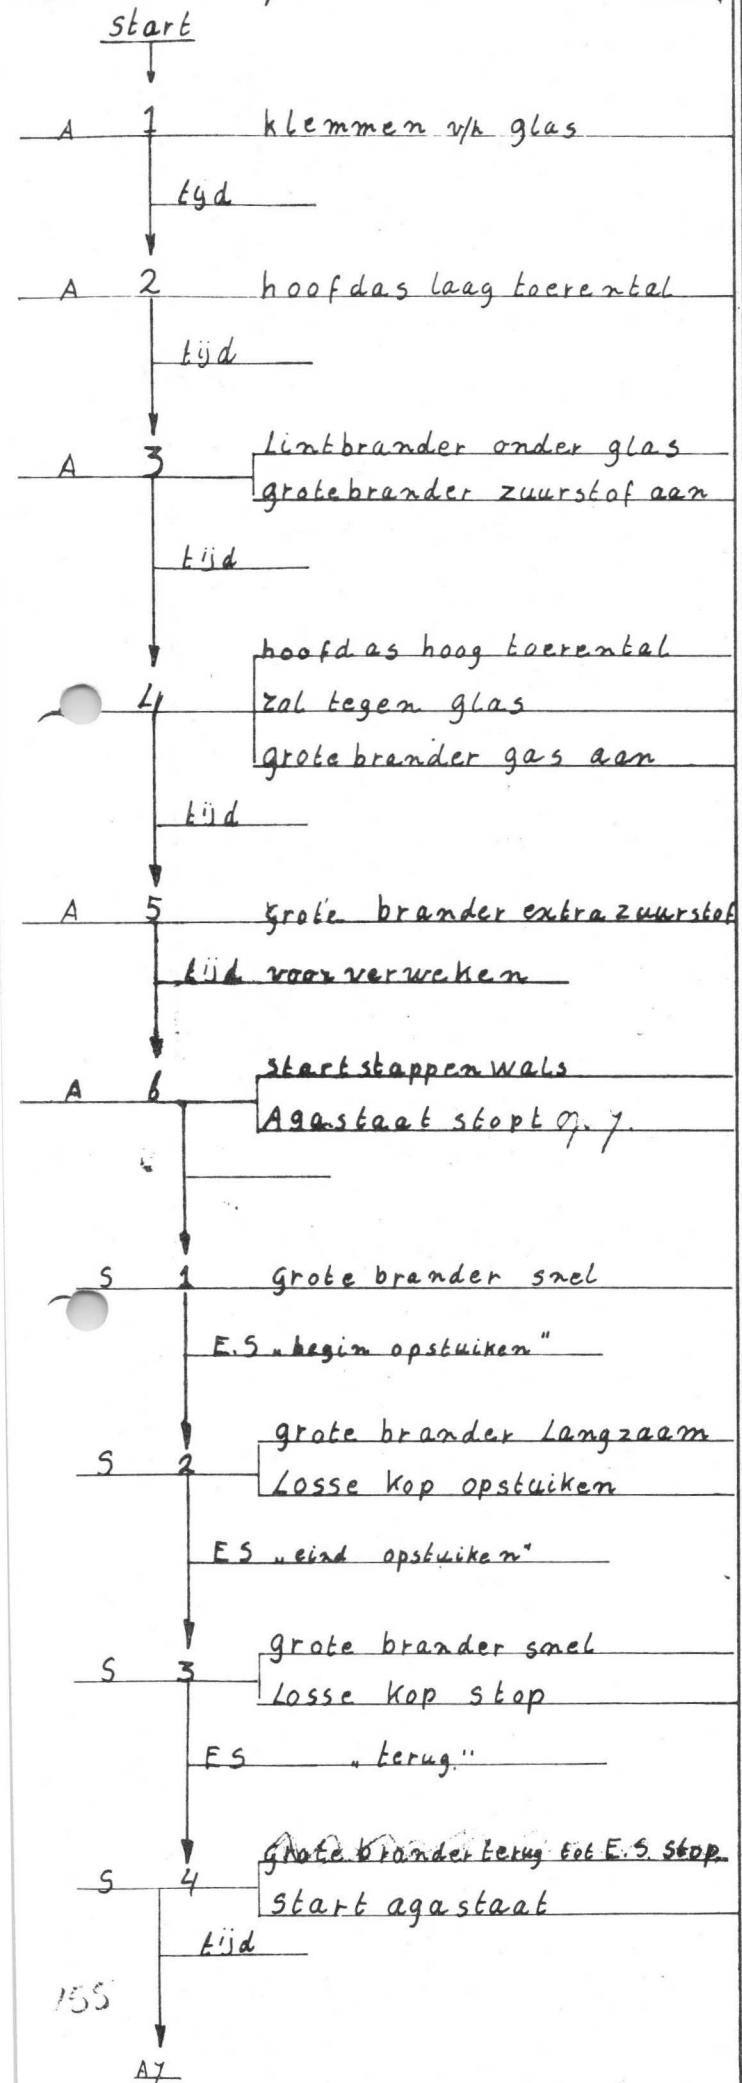 start
A 1 klemmen v/h glas
tijd
A 2 hoofdas laag toerental
tijd
A 3 Lintbrander onder glas
grotebrander zuurstof aan
tijd
hoofdas hoog toerental
4 rol tegen glas
grote brander gas aan
tijd
A 5 grote brander extra zuurstof
tijd voor verweken
A 6 start stappen wals
Agastaat stopt
S 1 Grote brander snel
E.S „begin opstuiken"
S 2 grote brander Langzaam
Losse kop opstuiken
ES „eind opstuiken"
S 3 grote brander snel
Losse kop stop
ES „terug"
S 4 grote brander terug tot E.S. stop
Start agastaat
tijd
155
A7